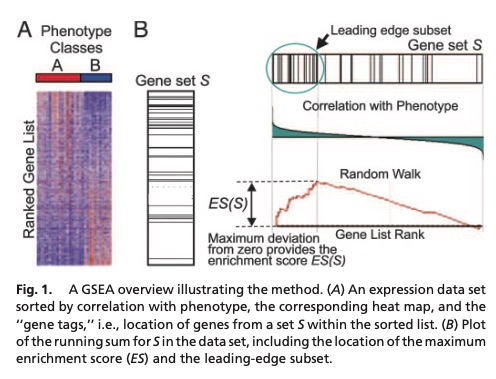 A Phenotype Classes
A B
Ranked Gene List
B
Gene set S
Leading edge subset
Gene set S
Correlation with Phenotype
Random Walk
ES(S)
Gene List Rank
Maximum deviation
from zero provides the
enrichment score ES(S)
Fig. 1. A GSEA overview illustrating the method. (A) An expression data set
sorted by correlation with phenotype, the corresponding heat map, and the
"gene tags," i.e., location of genes from a set S within the sorted list. (B) Plot
of the running sum for S in the data set, including the location of the maximum
enrichment score (ES) and the leading-edge subset.